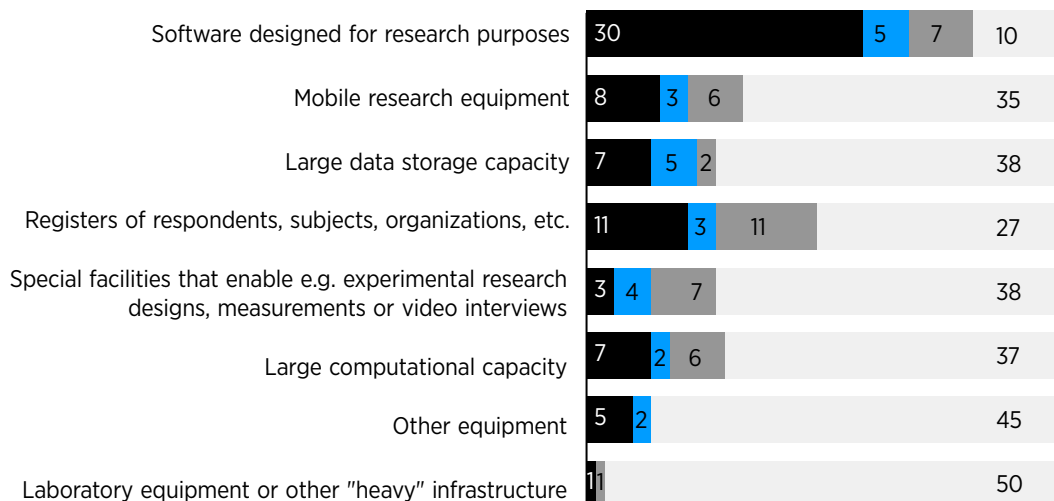 Software designed for research purposes 30 5 7 10
Mobile research equipment 8 3 6 35
Large data storage capacity 7 5 2 38
Registers of respondents, subjects, organizations, etc. 11 3 11 27
Special facilities that enable e.g. experimental research
designs, measurements or video interviews 3 4 7 38
Large computational capacity 7 2 6 37
Other equipment 5 2 45
Laboratory equipment or other "heavy" infrastructure 1 1 50